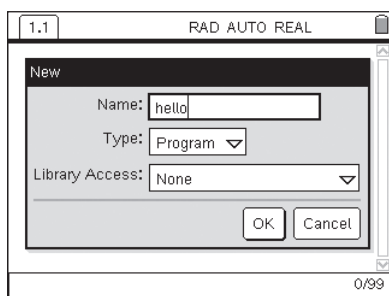 1.1 RAD AUTO REAL
New
Name: hello
Type: Program
Library Access: None
OK Cancel
0/99